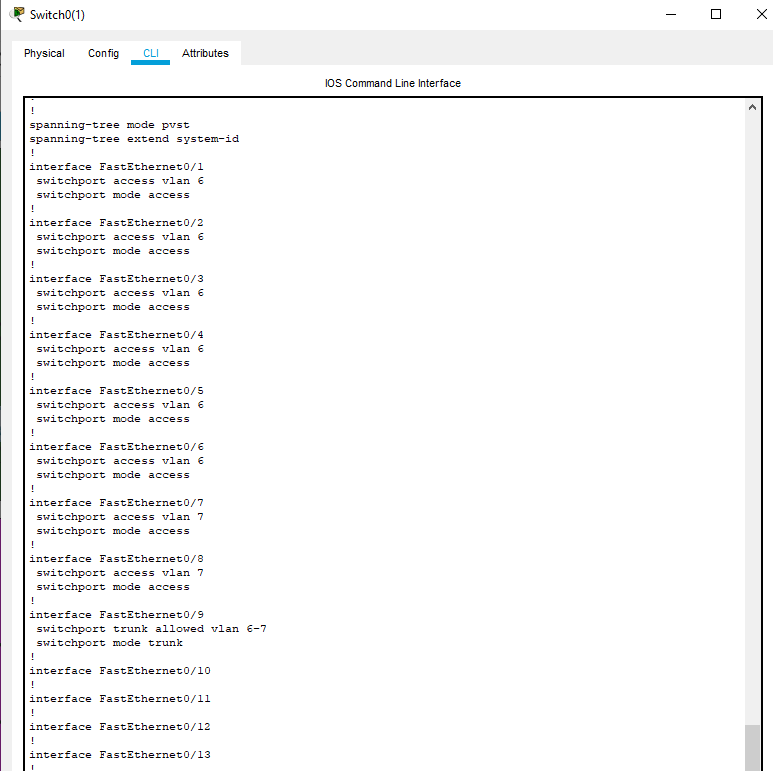 Switch0(1)
Physical Config CLI Attributes
IOS Command Line Interface
!
!
spanning-tree mode pvst
spanning-tree extend system-id
!
interface FastEthernet0/1
 switchport access vlan 6
 switchport mode access
!
interface FastEthernet0/2
 switchport access vlan 6
 switchport mode access
!
interface FastEthernet0/3
 switchport access vlan 6
 switchport mode access
!
interface FastEthernet0/4
 switchport access vlan 6
 switchport mode access
!
interface FastEthernet0/5
 switchport access vlan 6
 switchport mode access
!
interface FastEthernet0/6
 switchport access vlan 6
 switchport mode access
!
interface FastEthernet0/7
 switchport access vlan 7
 switchport mode access
!
interface FastEthernet0/8
 switchport access vlan 7
 switchport mode access
!
interface FastEthernet0/9
 switchport trunk allowed vlan 6-7
 switchport mode trunk
!
interface FastEthernet0/10
!
interface FastEthernet0/11
!
interface FastEthernet0/12
!
interface FastEthernet0/13
!